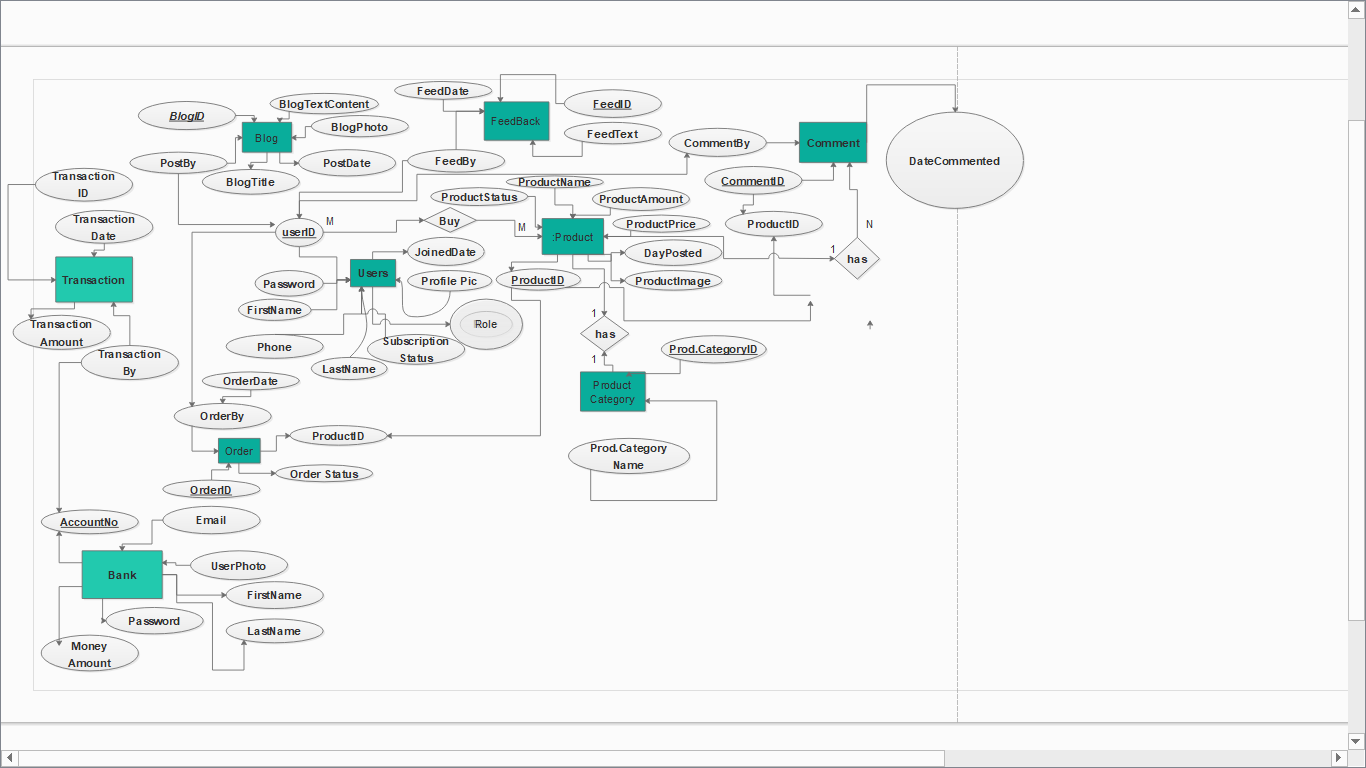 FeedDate
BlogTextContent
FeedID
BlogID
FeedBack
BlogPhoto
FeedText
Blog
CommentBy
Comment
PostBy
PostDate
FeedBy
DateCommented
Transaction
ID
BlogTitle
ProductName
CommentID
ProductStatus
ProductAmount
Transaction
Date
M
Buy
M
ProductPrice
ProductID
N
userID
:Product
JoinedDate
DayPosted
1
has
Transaction
Users
Password
Profile Pic
ProductID
ProductImage
FirstName
1
Transaction
Amount
Role
has
Phone
Subscription
Status
Prod.CategoryID
Transaction
By
1
LastName
OrderDate
Product
Category
OrderBy
ProductID
Order
Prod.Category
Name
Order Status
OrderID
AccountNo
Email
UserPhoto
Bank
FirstName
Password
LastName
Money
Amount